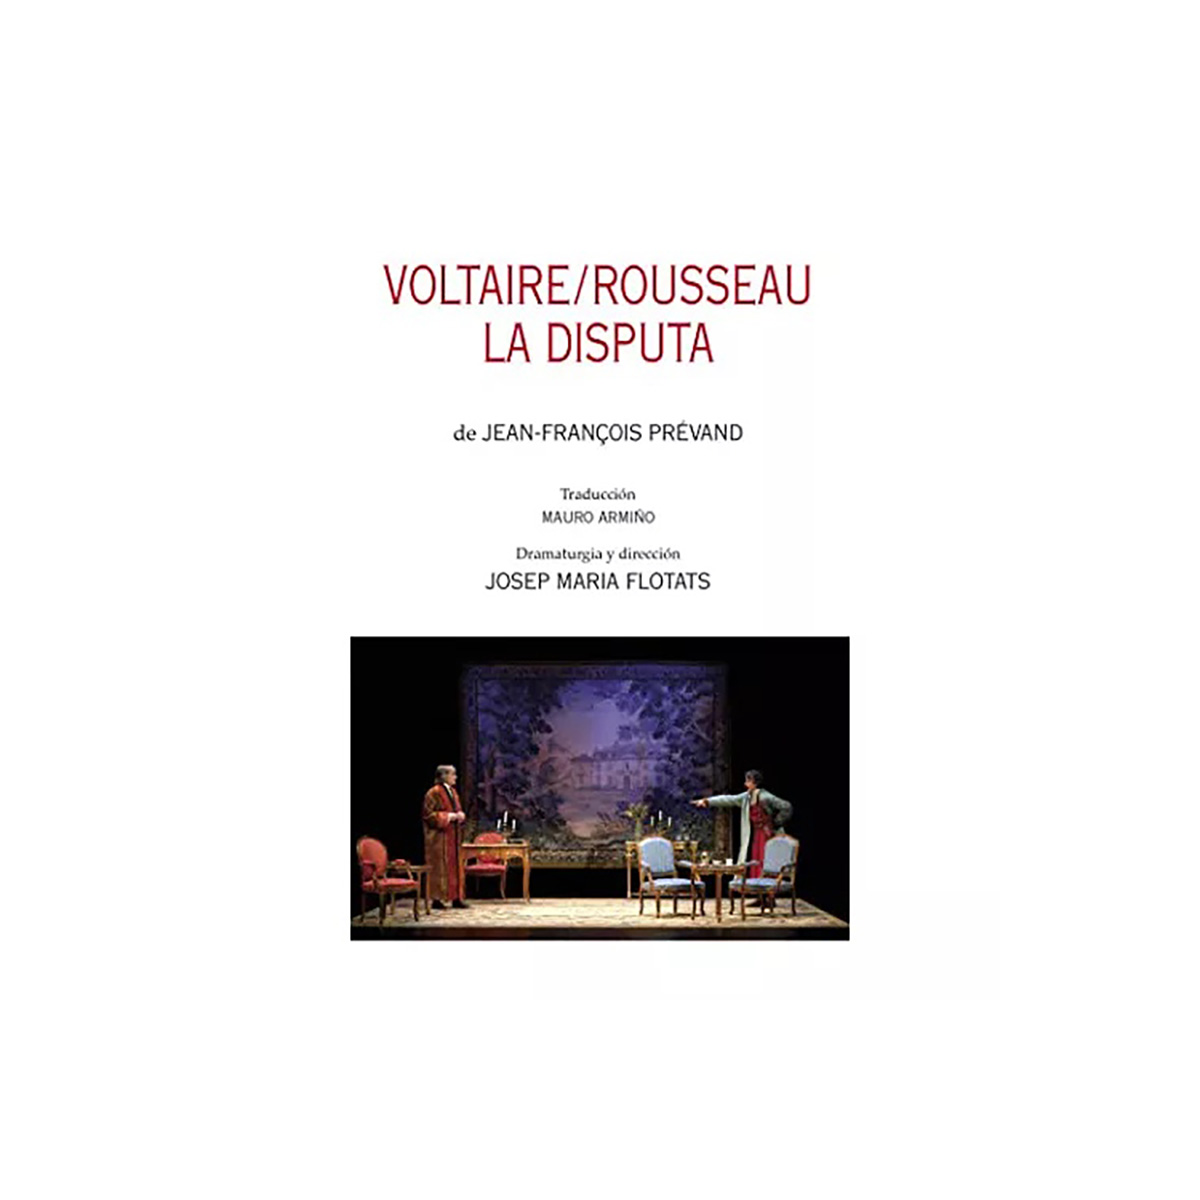 VOLTAIRE/ROUSSEAU
LA DISPUTA
de JEAN-FRANÇOIS PRÉVAND
Traducción
MAURO ARMIÑO
Dramaturgia y dirección
JOSEP MARIA FLOTATS